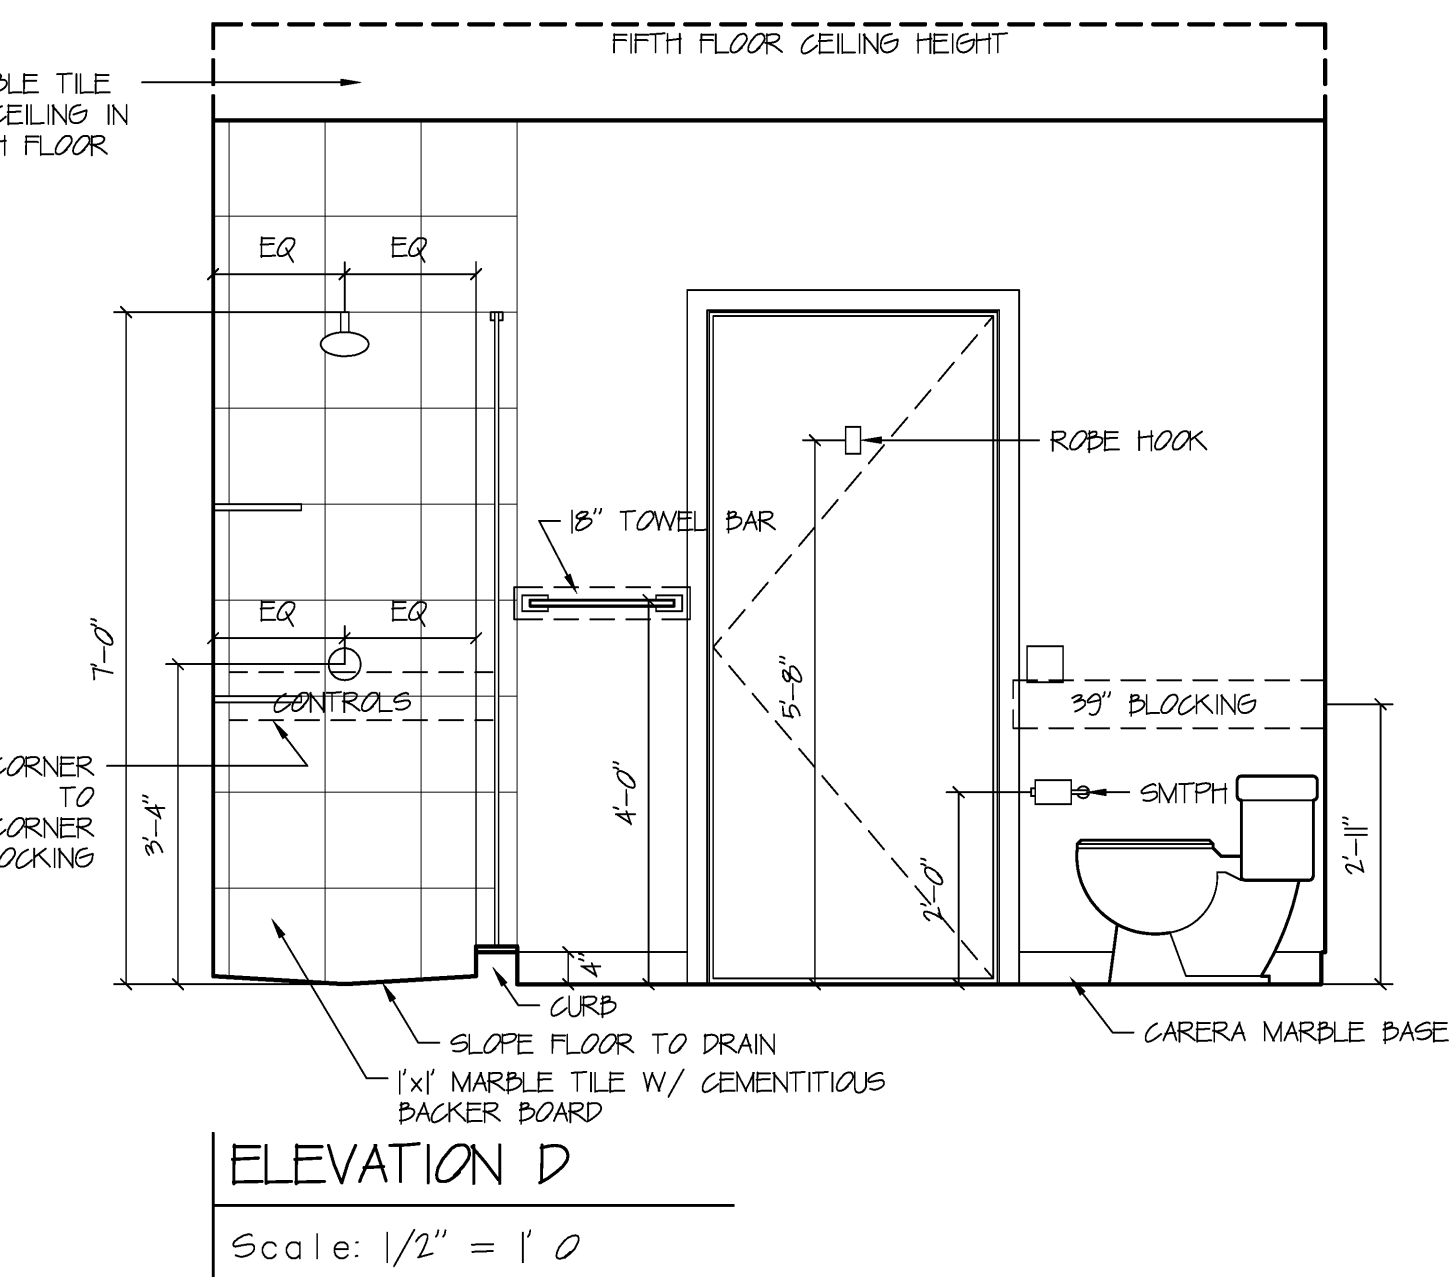 FIFTH FLOOR CEILING HEIGHT
TILE
CEILING IN
FLOOR
EQ EQ
ROBE HOOK
18" TOWEL BAR
EQ EQ
7'-0"
5'-8"
CONTROLS
39" BLOCKING
CORNER
TO
CORNER
3'-4"
4'-0"
SMTPH
2'-11"
2'-0"
4"
CURB
CARERA MARBLE BASE
SLOPE FLOOR TO DRAIN
1'x1' MARBLE TILE W/ CEMENTITIOUS
BACKER BOARD
ELEVATION D
Scale: 1/2" = 1' 0